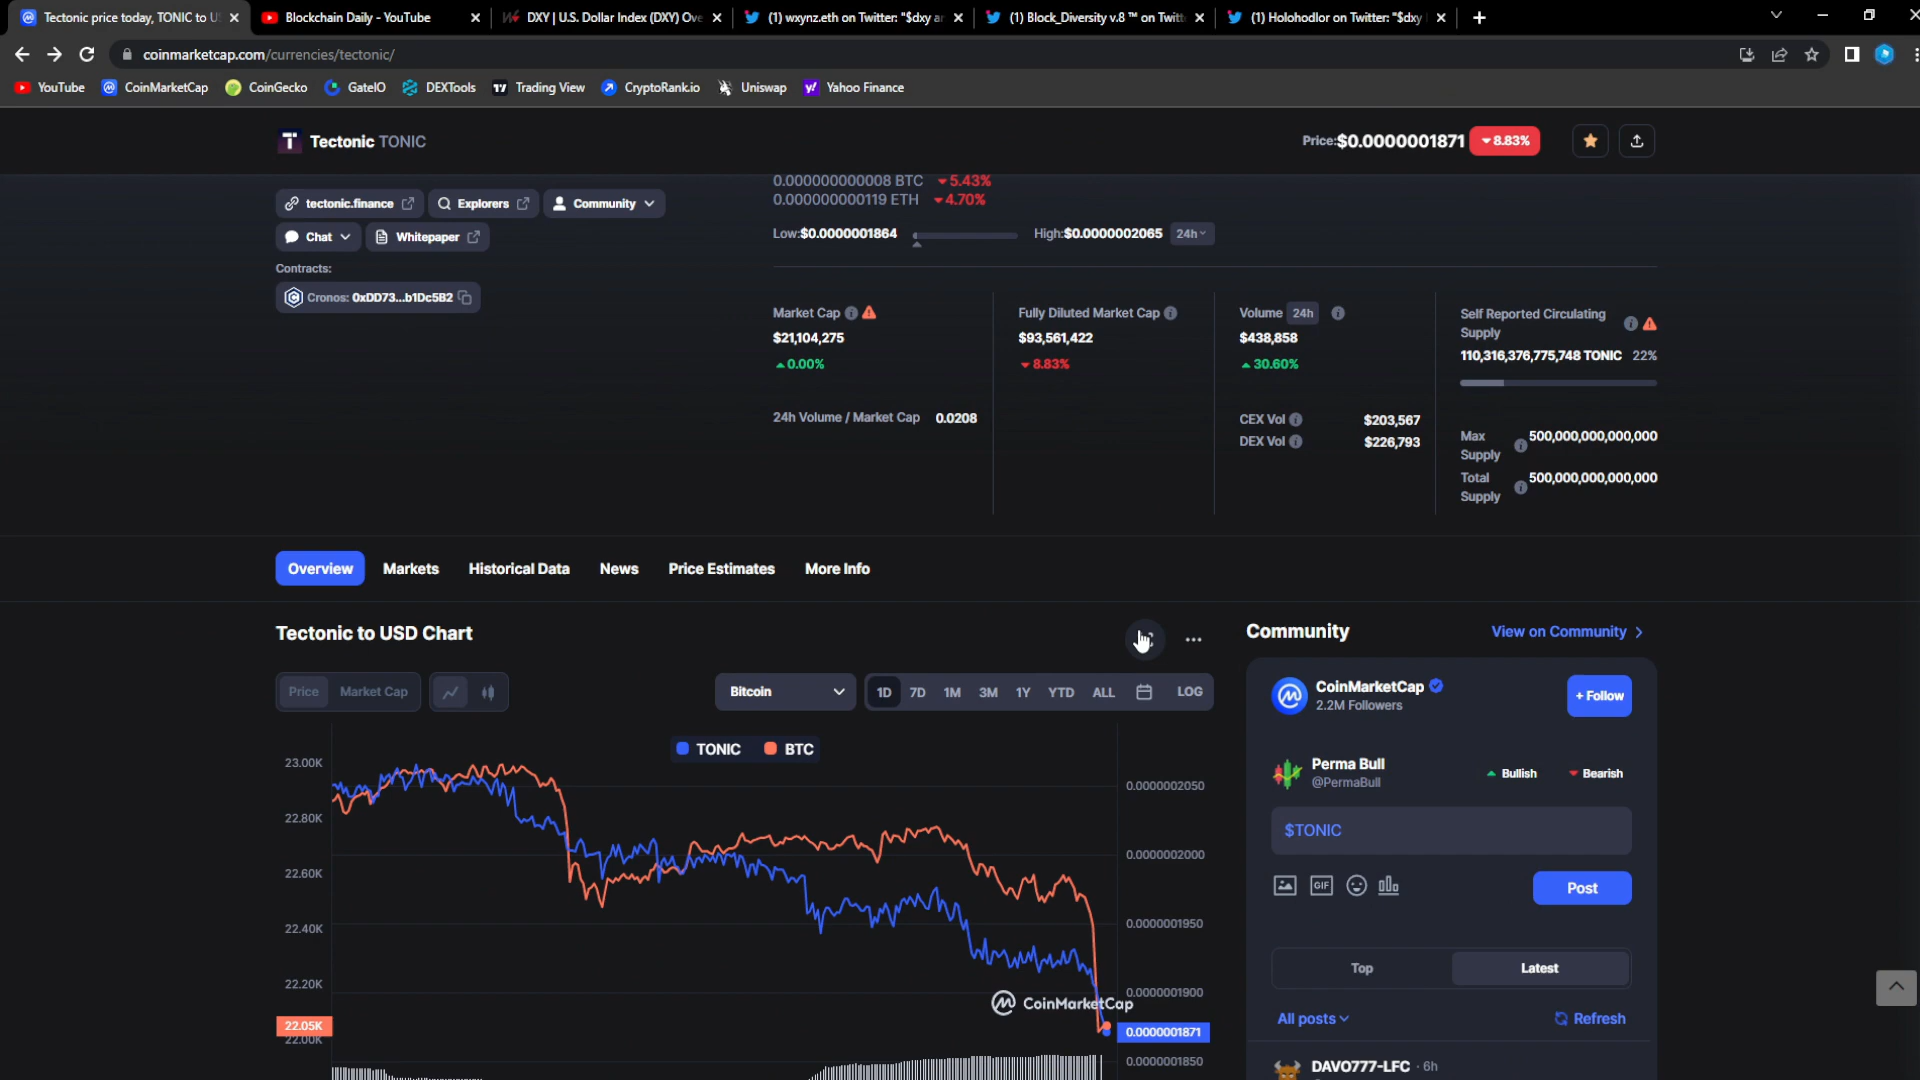 Tectonic price today, TONIC to U
Blockchain Daily - YouTube
DXY | U.S. Dollar Index (DXY) Ove
(1) wxynz.eth on Twitter: "$dxy ar
(1) Block_Diversity v.8 ™ on Twitt
(1) Holohodlor on Twitter: "$dxy
coinmarketcap.com/currencies/tectonic/
YouTube
CoinMarketCap
CoinGecko
GateIO
DEXTools
Trading View
CryptoRank.io
Uniswap
Yahoo Finance
Tectonic TONIC
Price:$0.0000001871
8.83%
tectonic.finance
Explorers
Community
Chat
Whitepaper
Contracts:
Cronos: 0xDD73...b1Dc5B2
0.000000000008 BTC 5.43%
0.000000000119 ETH 4.70%
Low:$0.0000001864
High:$0.0000002065
24h
Market Cap
$21,104,275
0.00%
24h Volume / Market Cap 0.0208
Fully Diluted Market Cap
$93,561,422
8.83%
Volume 24h
$438,858
30.60%
CEX Vol $203,567
DEX Vol $226,793
Self Reported Circulating
Supply
110,316,376,775,748 TONIC 22%
Max
Supply
500,000,000,000,000
Total
Supply
500,000,000,000,000
Overview
Markets
Historical Data
News
Price Estimates
More Info
Tectonic to USD Chart
Price
Market Cap
Bitcoin
1D 7D 1M 3M 1Y YTD ALL LOG
TONIC
BTC
23.00K
22.80K
22.60K
22.40K
22.20K
22.05K
22.00K
0.0000002050
0.0000002000
0.0000001950
0.0000001900
0.0000001871
0.0000001850
CoinMarketCap
Community
View on Community
CoinMarketCap
2.2M Followers
+ Follow
Perma Bull
@PermaBull
Bullish
Bearish
$TONIC
GIF
Post
Top
Latest
All posts
Refresh
DAVO777-LFC · 6h